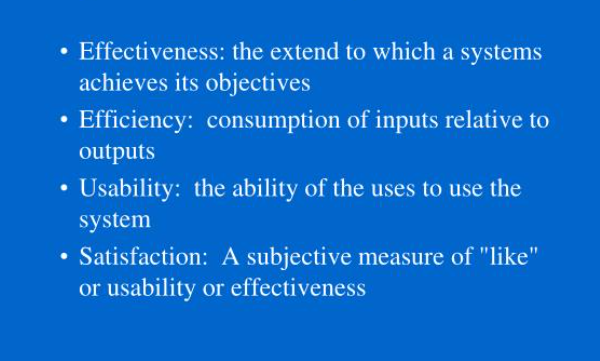 • Effectiveness: the extend to which a systems
achieves its objectives
• Efficiency:  consumption of inputs relative to
outputs
• Usability:  the ability of the uses to use the
system
• Satisfaction:  A subjective measure of "like"
or usability or effectiveness